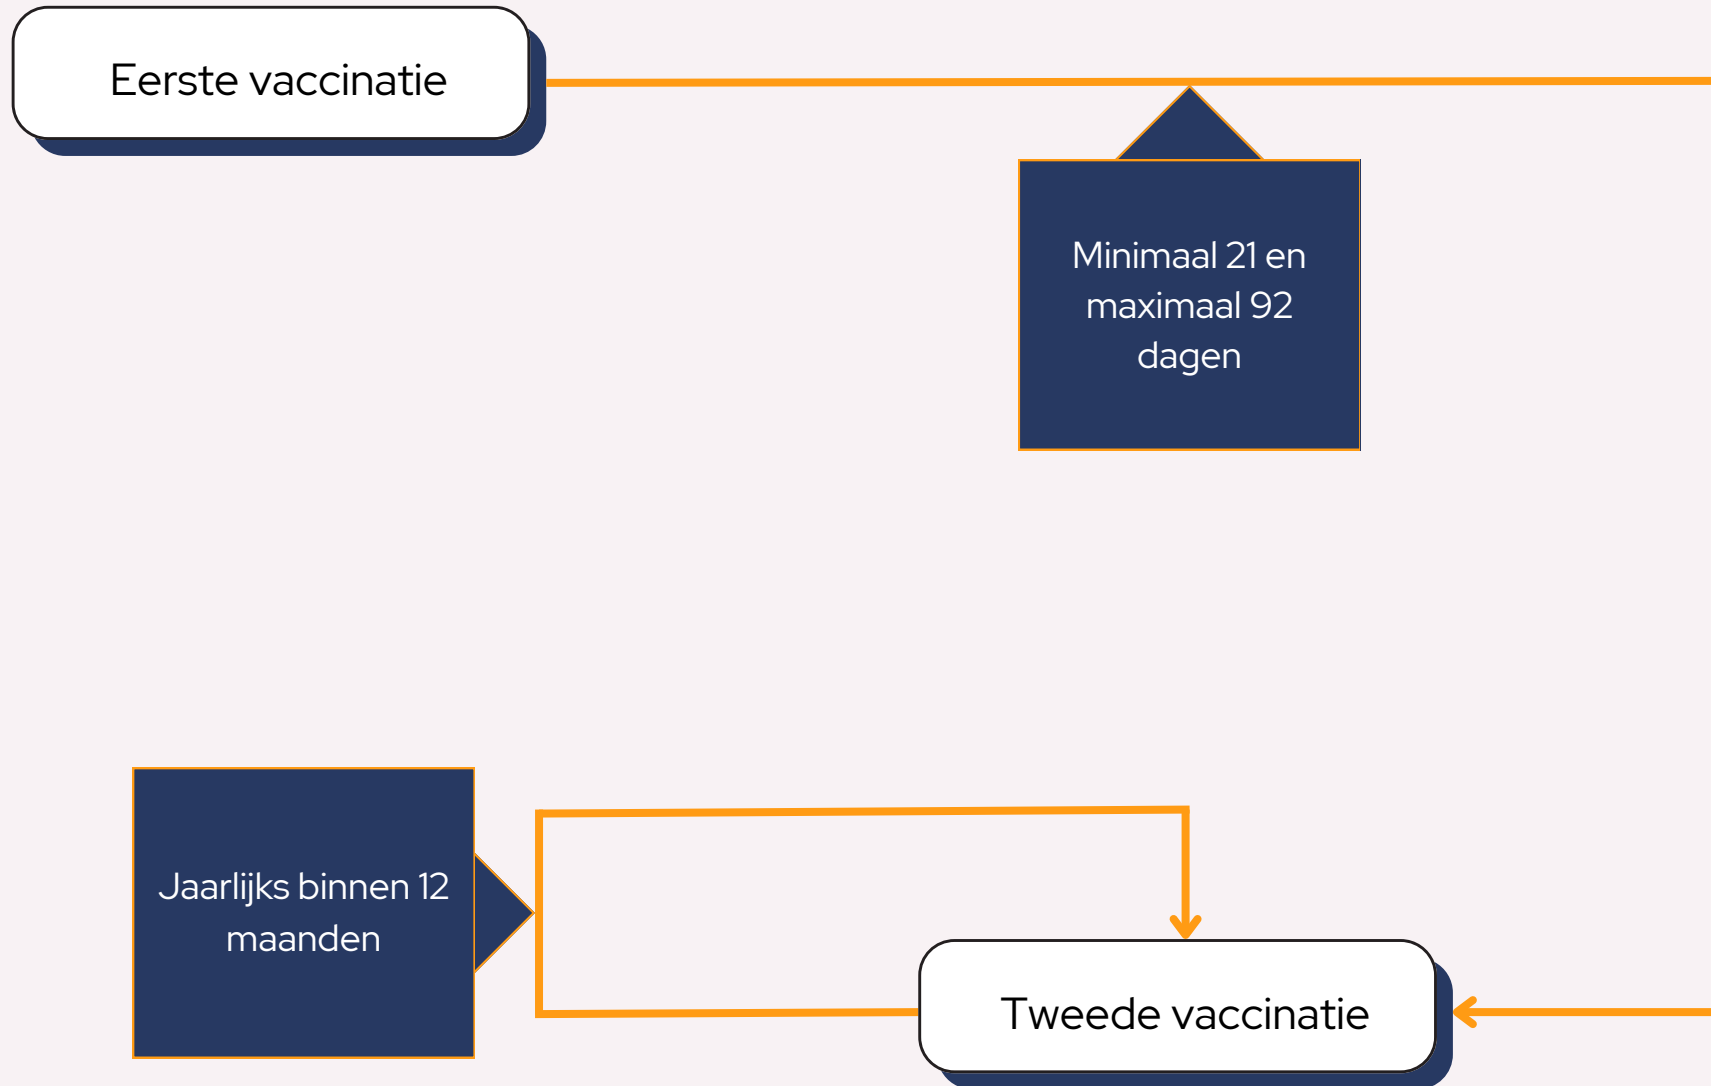 Eerste vaccinatie
Minimaal 21 en
maximaal 92
dagen
Jaarlijks binnen 12
maanden
Tweede vaccinatie